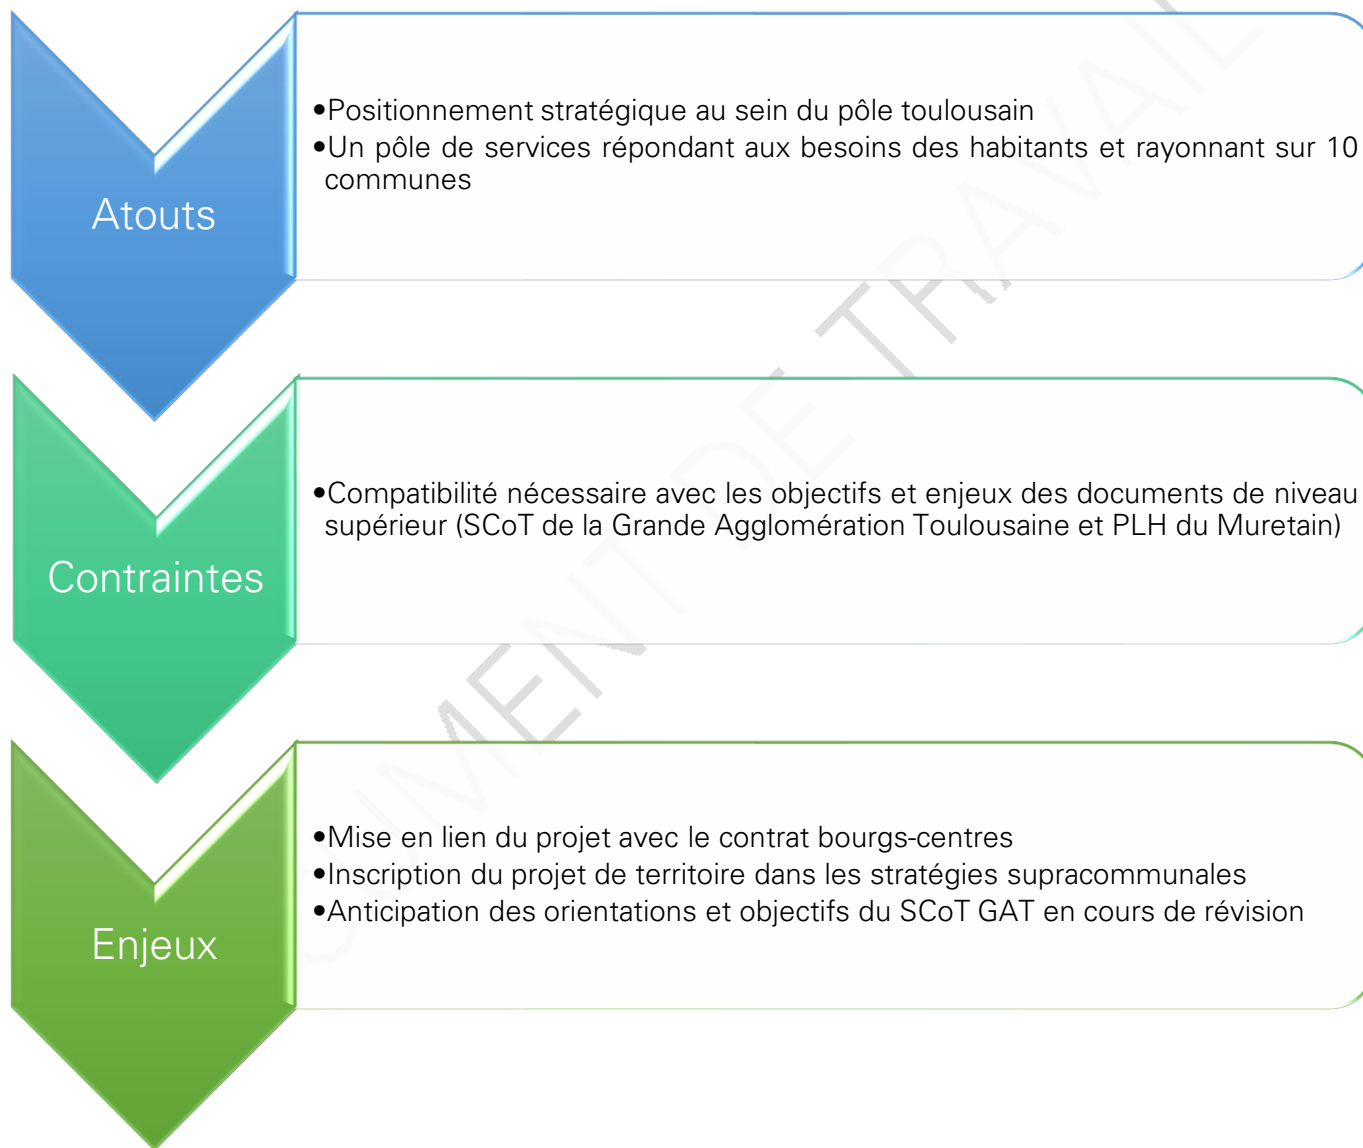 Atouts
•Positionnement stratégique au sein du pôle toulousain
•Un pôle de services répondant aux besoins des habitants et rayonnant sur 10
communes
Contraintes
•Compatibilité nécessaire avec les objectifs et enjeux des documents de niveau
supérieur (SCoT de la Grande Agglomération Toulousaine et PLH du Muretain)
Enjeux
•Mise en lien du projet avec le contrat bourgs-centres
•Inscription du projet de territoire dans les stratégies supracommunales
•Anticipation des orientations et objectifs du SCoT GAT en cours de révision
UMENT DE TRAVAIL